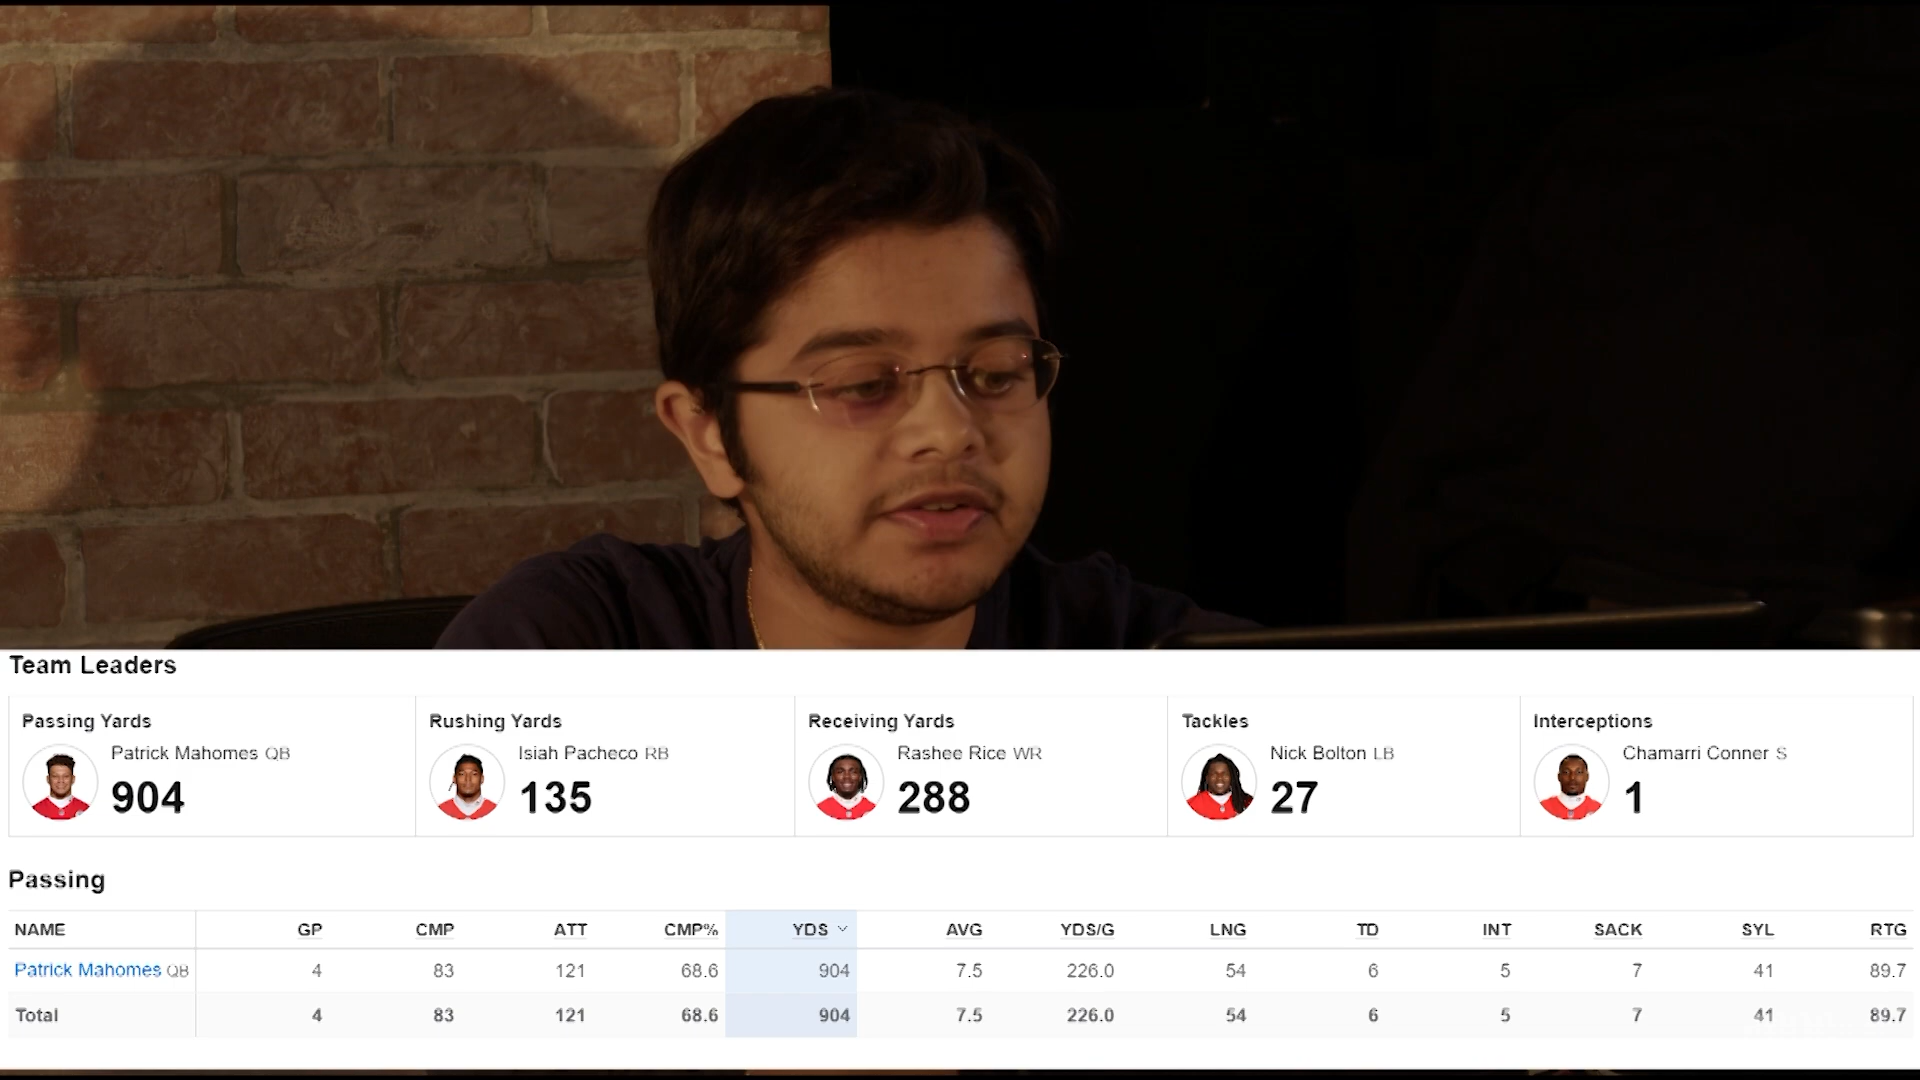 Team Leaders
Passing Yards
Patrick Mahomes QB
904
Rushing Yards
Isiah Pacheco RB
135
Receiving Yards
Rashee Rice WR
288
Tackles
Nick Bolton LB
27
Interceptions
Chamarri Conner S
1
Passing
NAME GP CMP ATT CMP% YDS AVG YDS/G LNG TD INT SACK SYL RTG
Patrick Mahomes QB 4 83 121 68.6 904 7.5 226.0 54 6 5 7 41 89.7
Total 4 83 121 68.6 904 7.5 226.0 54 6 5 7 41 89.7